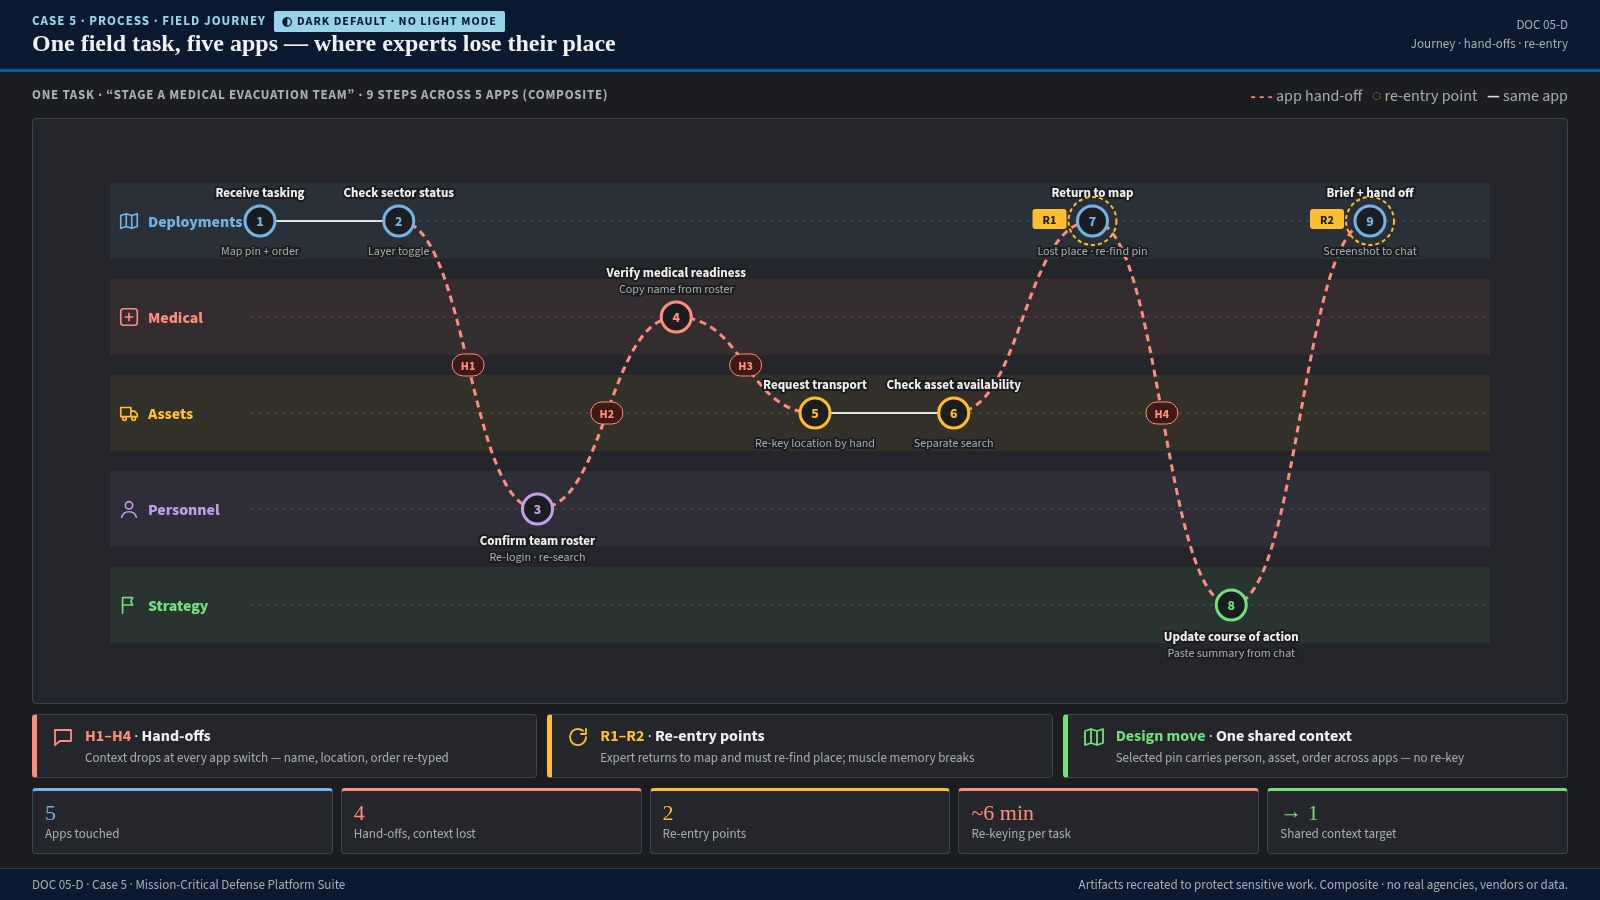 CASE 5 · PROCESS · FIELD JOURNEY
◐ DARK DEFAULT · NO LIGHT MODE
One field task, five apps — where experts lose their place
DOC 05-D
Journey · hand-offs · re-entry
ONE TASK · “STAGE A MEDICAL EVACUATION TEAM” · 9 STEPS ACROSS 5 APPS (COMPOSITE)
app hand-off
re-entry point
same app
Receive tasking
Check sector status
Return to map
Brief + hand off
Deployments
1
2
R1
7
R2
9
Map pin + order
Layer toggle
Lost place · re-find pin
Screenshot to chat
Verify medical readiness
Copy name from roster
Medical
4
H1
H3
Request transport
Check asset availability
Assets
H2
5
6
H4
Re-key location by hand
Separate search
Personnel
3
Confirm team roster
Re-login · re-search
Strategy
8
Update course of action
Paste summary from chat
H1–H4 · Hand-offs
Context drops at every app switch — name, location, order re-typed
R1–R2 · Re-entry points
Expert returns to map and must re-find place; muscle memory breaks
Design move · One shared context
Selected pin carries person, asset, order across apps — no re-key
5
Apps touched
4
Hand-offs, context lost
2
Re-entry points
~6 min
Re-keying per task
→ 1
Shared context target
DOC 05-D · Case 5 · Mission-Critical Defense Platform Suite
Artifacts recreated to protect sensitive work. Composite · no real agencies, vendors or data.